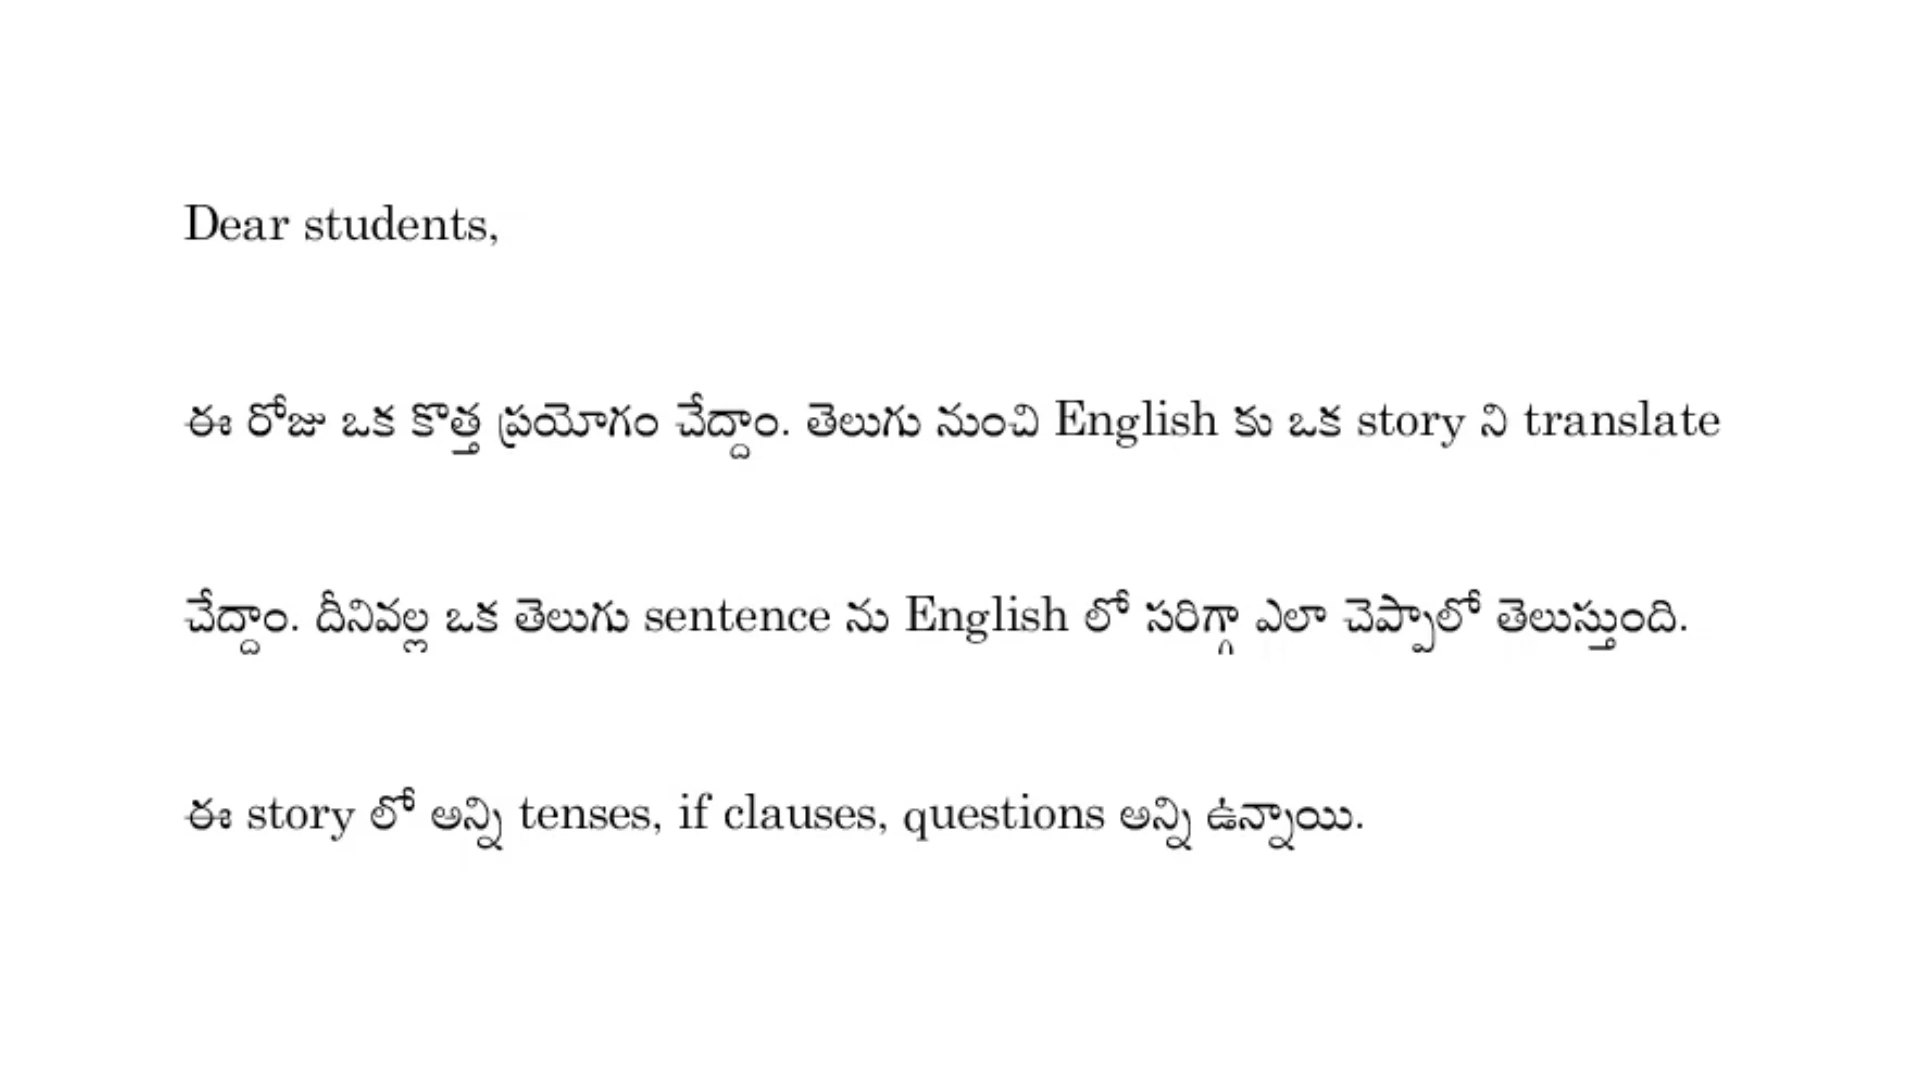 Dear students,
ఈ రోజు ఒక కొత్త ప్రయోగం చేద్దాం. తెలుగు నుంచి English కు ఒక story ని translate
చేద్దాం. దీనివల్ల ఒక తెలుగు sentence ను English లో సరిగ్గా ఎలా చెప్పాలో తెలుస్తుంది.
ఈ story లో అన్ని tenses, if clauses, questions అన్ని ఉన్నాయి.